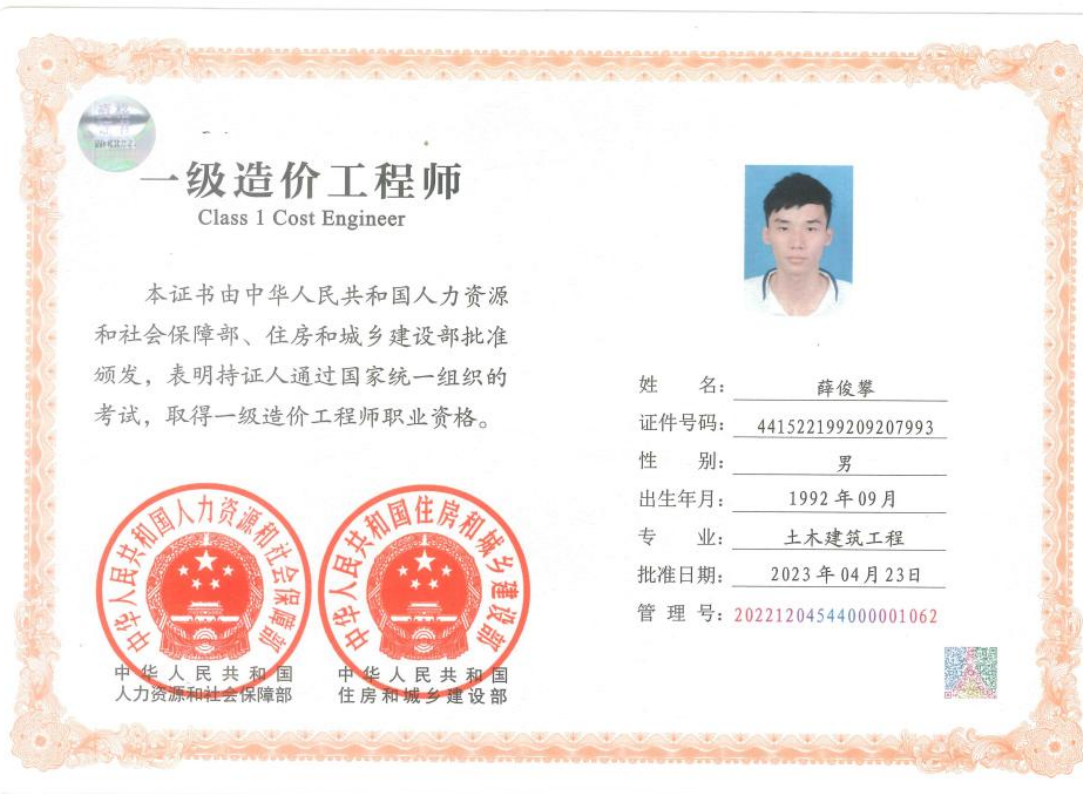 一级造价工程师
Class 1 Cost Engineer
本证书由中华人民共和国人力资源
和社会保障部、住房和城乡建设部批准
颁发，表明持证人通过国家统一组织的
考试，取得一级造价工程师职业资格。
中华人民共和国人力资源和社会保障部
中华人民共和国住房和城乡建设部
中华人民共和国
人力资源和社会保障部
中华人民共和国
住房和城乡建设部
姓 名：薛俊攀
证件号码：441522199209207993
性 别：男
出生年月：1992年09月
专 业：土木建筑工程
批准日期：2023年04月23日
管 理 号：20221204544000001062